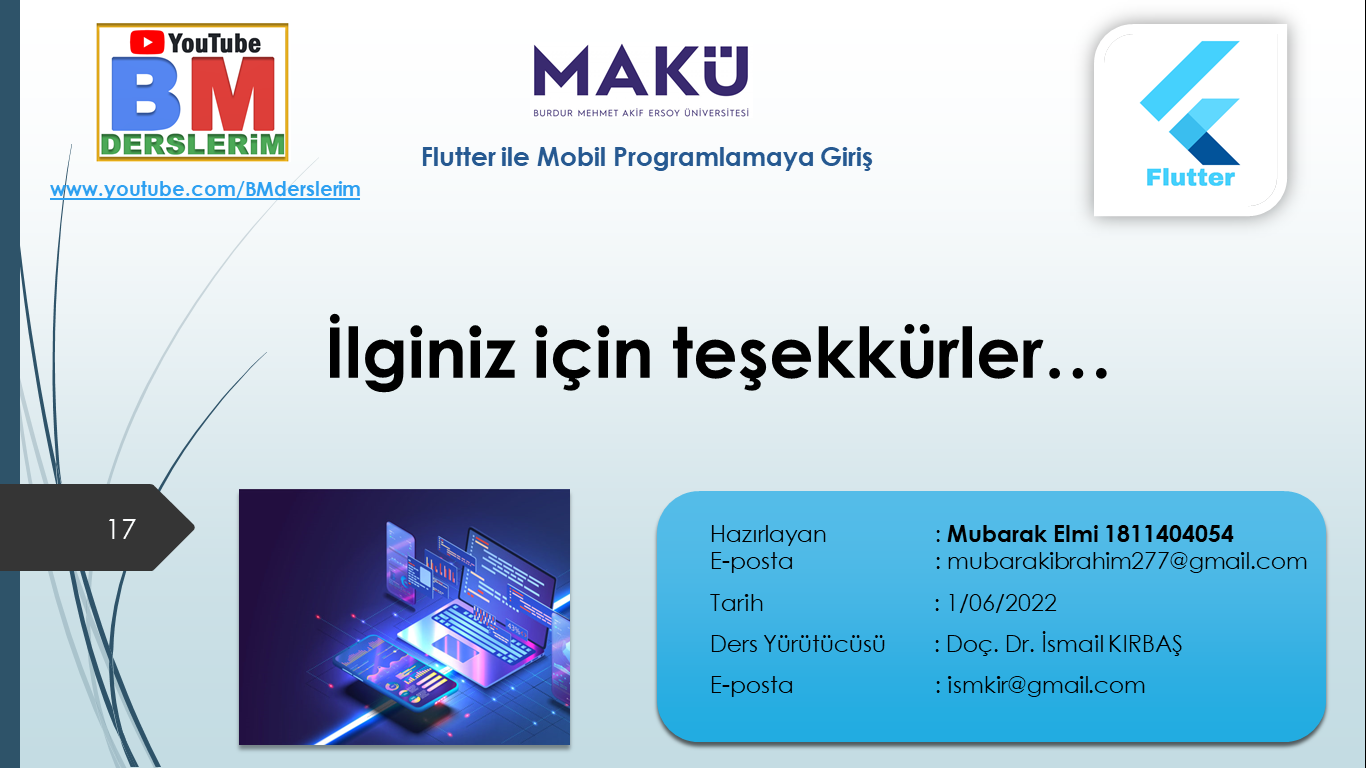 YouTube
BM
DERSLERiM
www.youtube.com/BMderslerim
MAKÜ
BURDUR MEHMET AKİF ERSOY ÜNİVERSİTESİ
Flutter ile Mobil Programlamaya Giriş
Flutter
İlginiz için teşekkürler…
17
Hazırlayan : Mubarak Elmi 1811404054
E-posta : mubarakibrahim277@gmail.com
Tarih : 1/06/2022
Ders Yürütücüsü : Doç. Dr. İsmail KIRBAŞ
E-posta : ismkir@gmail.com